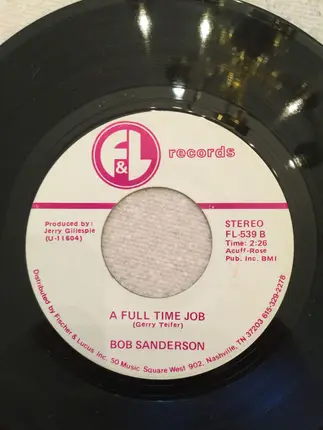 F&L records
Produced by:
Jerry Gillespie
(U-11604)
STEREO
FL-539 B
Time: 2:26
Acuff-Rose
Pub. Inc. BMI
A FULL TIME JOB
(Gerry Teifer)
BOB SANDERSON
Distributed by Fischer & Lucus Inc. 50 Music Square West 902, Nashville, TN 37203 615-329-2278